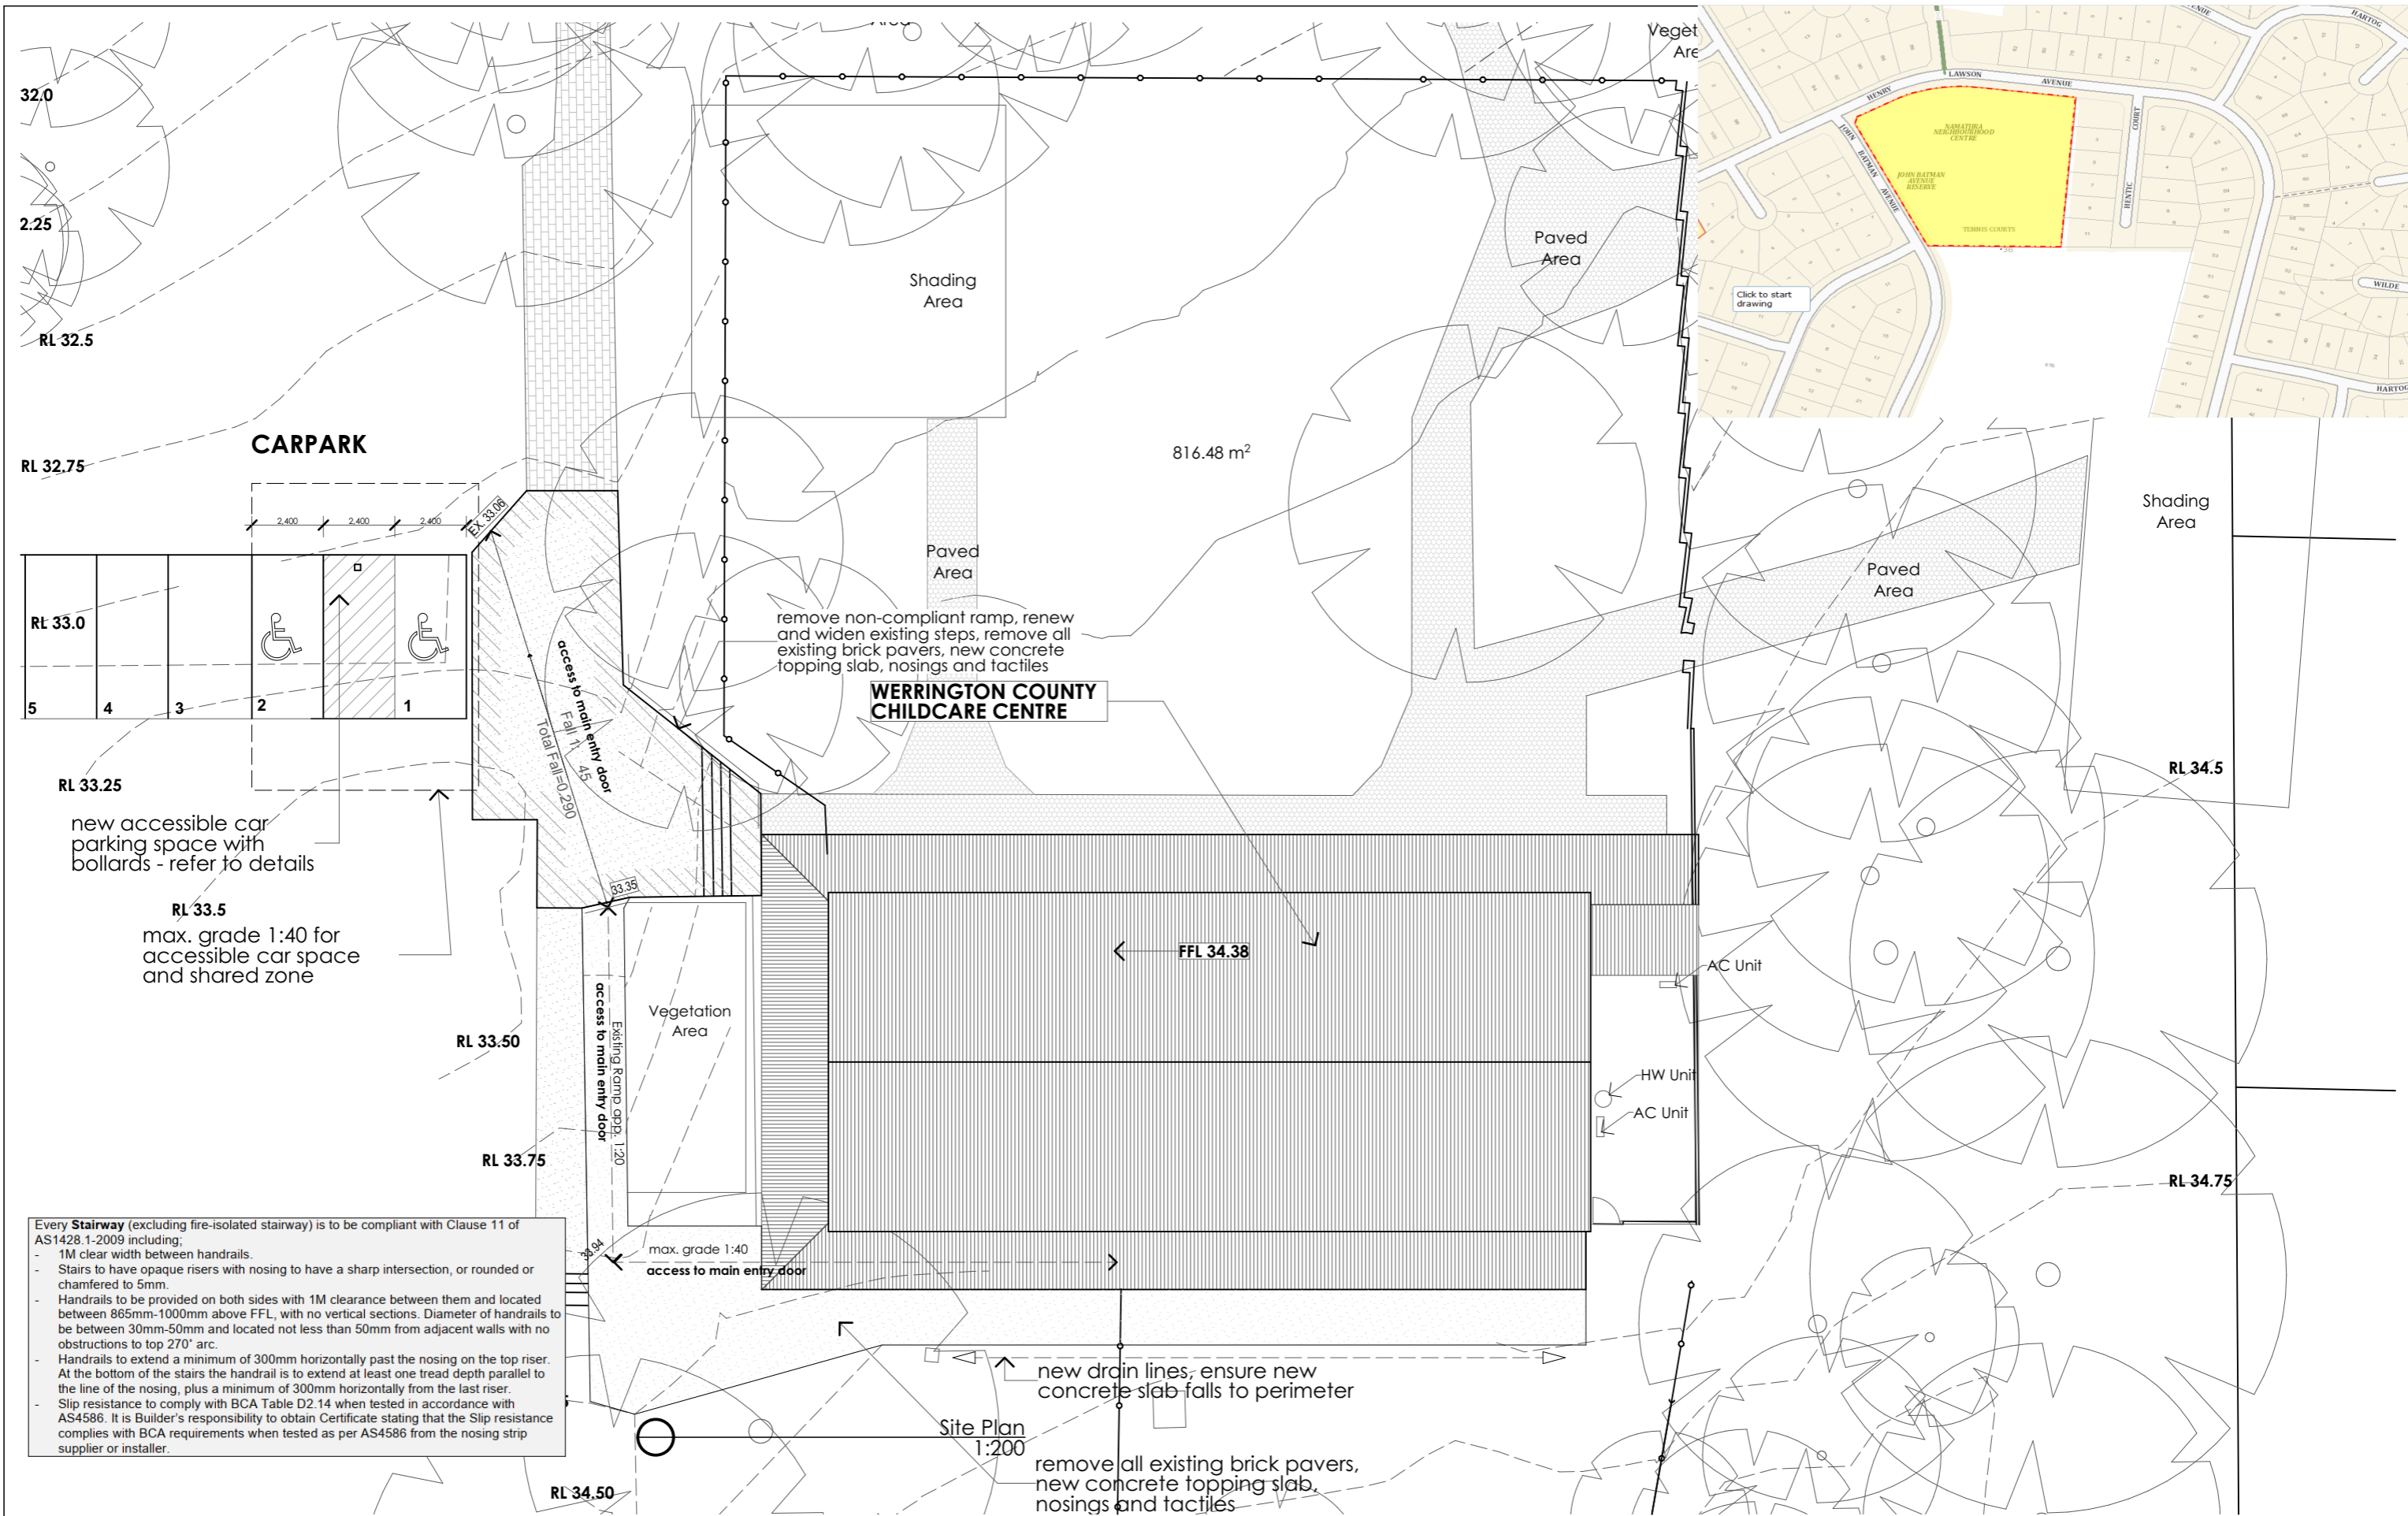 Area
Vegetation
Area
32.0
2.25
RL 32.5
RL 32.75
CARPARK
2,400
2,400
2,400
EX. 33.06
RL 33.0
5
4
3
2
1
RL 33.25
new accessible car
parking space with
bollards - refer to details
RL 33.5
max. grade 1:40 for
accessible car space
and shared zone
access to main entry door
Fall 1: 45
Total Fall=0.290
33.35
Shading
Area
816.48 m²
Paved
Area
Paved
Area
remove non-compliant ramp, renew
and widen existing steps, remove all
existing brick pavers, new concrete
topping slab, nosings and tactiles
WERRINGTON COUNTY
CHILDCARE CENTRE
FFL 34.38
Shading
Area
Paved
Area
RL 34.5
RL 34.75
AC Unit
HW Unit
AC Unit
Vegetation
Area
RL 33.50
RL 33.75
access to main entry door
Existing Ramp app. 1:20
33.94
max. grade 1:40
access to main entry door
Every Stairway (excluding fire-isolated stairway) is to be compliant with Clause 11 of
AS1428.1-2009 including;
- 1M clear width between handrails.
- Stairs to have opaque risers with nosing to have a sharp intersection, or rounded or
chamfered to 5mm.
- Handrails to be provided on both sides with 1M clearance between them and located
between 865mm-1000mm above FFL, with no vertical sections. Diameter of handrails to
be between 30mm-50mm and located not less than 50mm from adjacent walls with no
obstructions to top 270˚ arc.
- Handrails to extend a minimum of 300mm horizontally past the nosing on the top riser.
At the bottom of the stairs the handrail is to extend at least one tread depth parallel to
the line of the nosing, plus a minimum of 300mm horizontally from the last riser.
- Slip resistance to comply with BCA Table D2.14 when tested in accordance with
AS4586. It is Builder's responsibility to obtain Certificate stating that the Slip resistance
complies with BCA requirements when tested as per AS4586 from the nosing strip
supplier or installer.
new drain lines, ensure new
concrete slab falls to perimeter
Site Plan
1:200
remove all existing brick pavers,
new concrete topping slab,
nosings and tactiles
RL 34.50
HENRY
LAWSON
AVENUE
HARTOG
JOHN
BATMAN
AVENUE
NAMATJIRA
NEIGHBOURHOOD
CENTRE
JOHN BATMAN
AVENUE
RESERVE
TENNIS COURTS
COURT
HENTIC
WILDE
HARTOG
Click to start
drawing